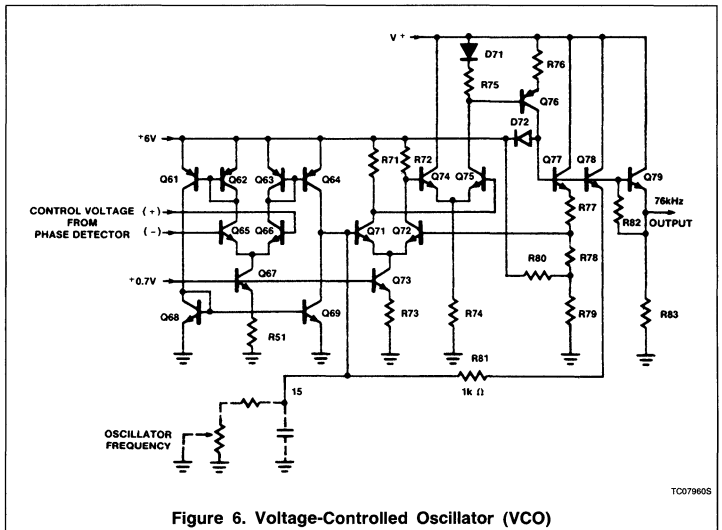 V+
D71
R76
R75
Q76
D72
+6V
R71
R72
Q74
Q75
Q77
Q78
Q79
Q61
Q62
Q63
Q64
R77
R82
76kHz
OUTPUT
CONTROL VOLTAGE
FROM
PHASE DETECTOR
(+)
(−)
Q65
Q66
Q71
Q72
R80
R78
+0.7V
Q67
Q73
Q68
Q69
R51
R73
R74
R79
R83
R81
1k Ω
15
OSCILLATOR
FREQUENCY
TC07960S
Figure 6. Voltage-Controlled Oscillator (VCO)